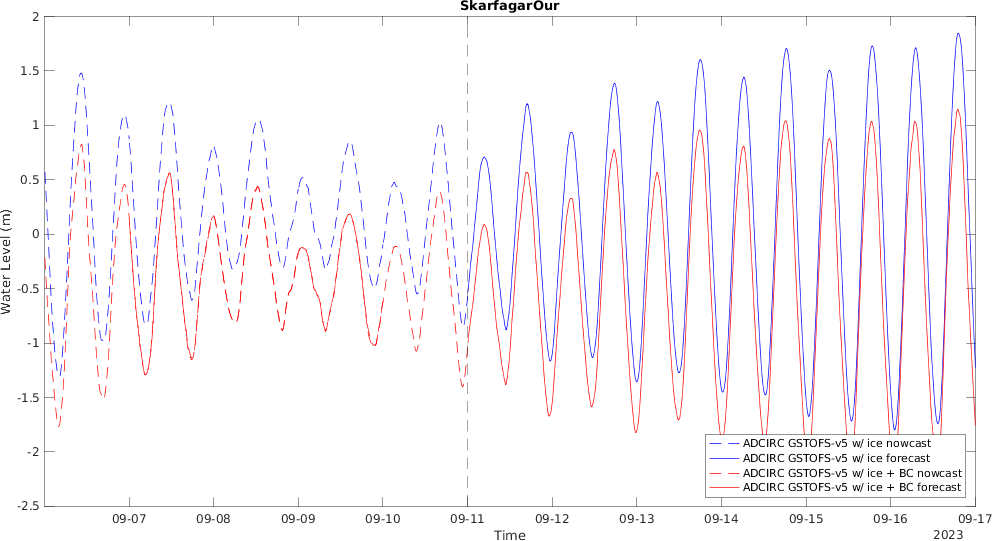 SkarfagarOur
2
1.5
1
0.5
0
-0.5
-1
-1.5
-2
-2.5
Water Level (m)
ADCIRC GSTOFS-v5 w/ ice nowcast
ADCIRC GSTOFS-v5 w/ ice forecast
ADCIRC GSTOFS-v5 w/ ice + BC nowcast
ADCIRC GSTOFS-v5 w/ ice + BC forecast
09-07 09-08 09-09 09-10 09-11 09-12 09-13 09-14 09-15 09-16 09-17
Time
2023